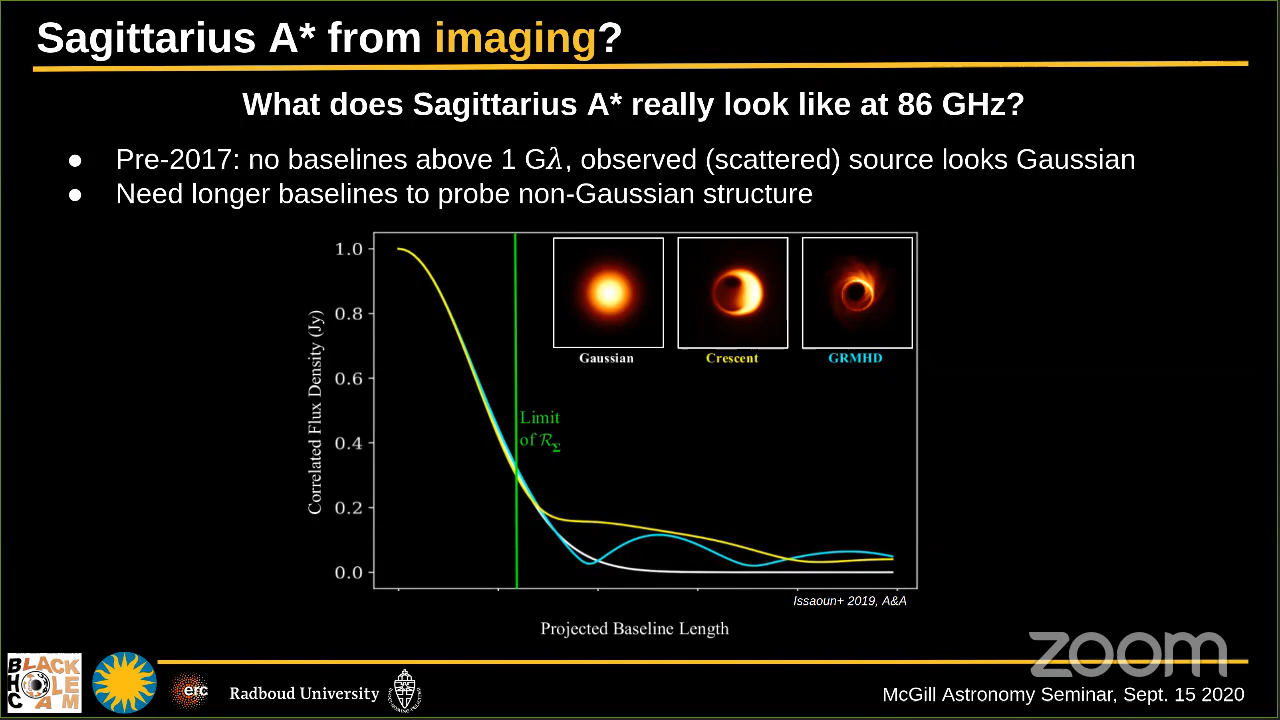 Sagittarius A* from imaging?
What does Sagittarius A* really look like at 86 GHz?
● Pre-2017: no baselines above 1 G𝜆, observed (scattered) source looks Gaussian
● Need longer baselines to probe non-Gaussian structure
1.0
0.8
0.6
0.4
0.2
0.0
Correlated Flux Density (Jy)
Gaussian
Crescent
GRMHD
Limit
of ℛ_Σ
Issaoun+ 2019, A&A
Projected Baseline Length
zoom
BLACK
HOLE
CAM
erc
Radboud University
McGill Astronomy Seminar, Sept. 15 2020